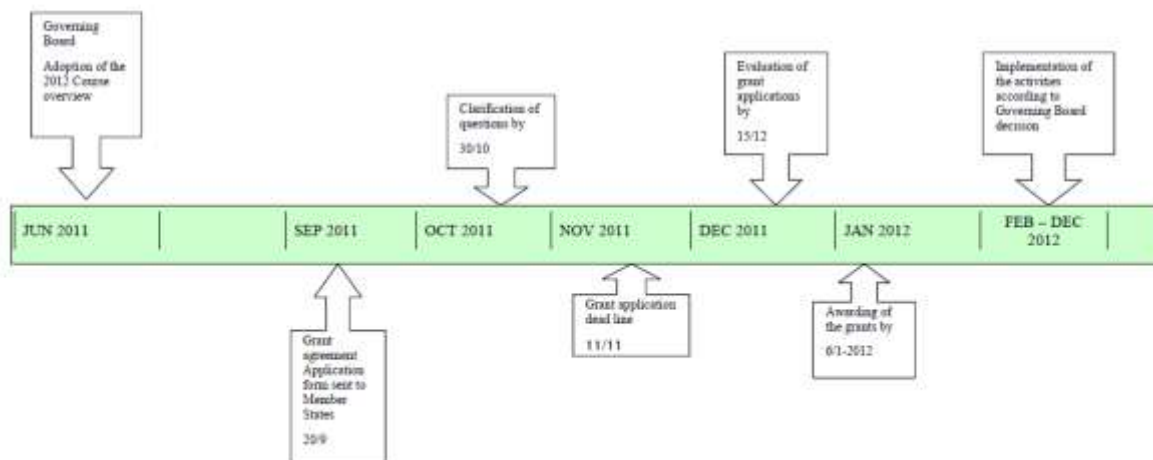 Governing
Board
Adoption of the
2012 Course
overview
Clarification of
questions by
30/10
Evaluation of
grant
applications
by
15/12
Implementation of
the activities
according to
Governing Board
decision
JUN 2011
SEP 2011
OCT 2011
NOV 2011
DEC 2011
JAN 2012
FEB – DEC
2012
Grant
agreement
Application
form sent to
Member
States
20/9
Grant application
dead line
11/11
Awarding of
the grants by
6/1-2012